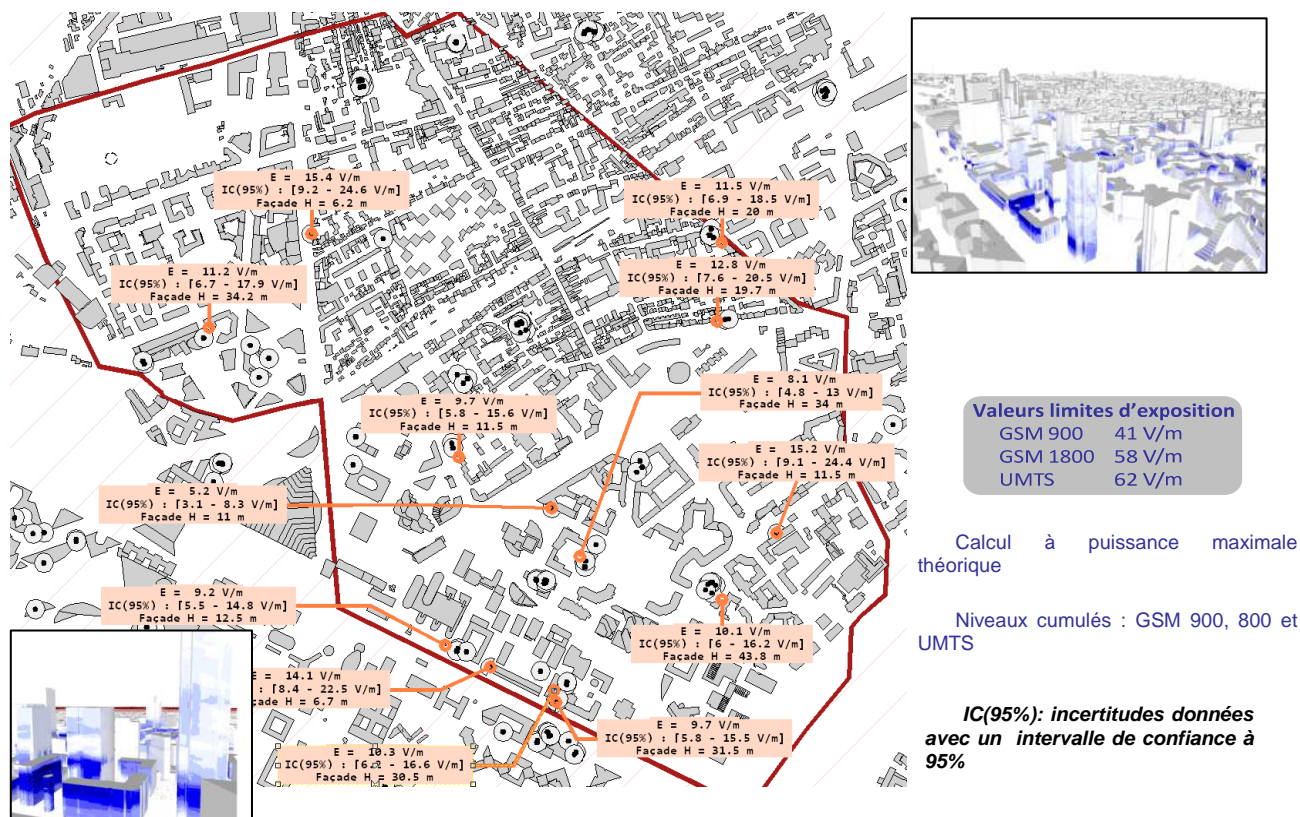 E = 15.4 V/m
IC(95%) : [9.2 - 24.6 V/m]
Façade H = 6.2 m
E = 11.5 V/m
IC(95%) : [6.9 - 18.5 V/m]
Façade H = 20 m
E = 11.2 V/m
IC(95%) : [6.7 - 17.9 V/m]
Façade H = 34.2 m
E = 12.8 V/m
IC(95%) : [7.6 - 20.5 V/m]
Façade H = 19.7 m
E = 9.7 V/m
IC(95%) : [5.8 - 15.6 V/m]
Façade H = 11.5 m
E = 8.1 V/m
IC(95%) : [4.8 - 13 V/m]
Façade H = 34 m
E = 15.2 V/m
IC(95%) : [9.1 - 24.4 V/m]
Façade H = 11.5 m
E = 5.2 V/m
IC(95%) : [3.1 - 8.3 V/m]
Façade H = 11 m
E = 9.2 V/m
IC(95%) : [5.5 - 14.8 V/m]
Façade H = 12.5 m
E = 10.1 V/m
IC(95%) : [6 - 16.2 V/m]
Façade H = 43.8 m
E = 14.1 V/m
: [8.4 - 22.5 V/m]
çade H = 6.7 m
E = 9.7 V/m
IC(95%) : [5.8 - 15.5 V/m]
Façade H = 31.5 m
E = 10.3 V/m
IC(95%) : - 16.6 V/m]
Façade H = 30.5 m
Valeurs limites d'exposition
GSM 900 41 V/m
GSM 1800 58 V/m
UMTS 62 V/m
Calcul à puissance maximale
théorique
Niveaux cumulés : GSM 900, 800 et
UMTS
IC(95%): incertitudes données
avec un intervalle de confiance à
95%